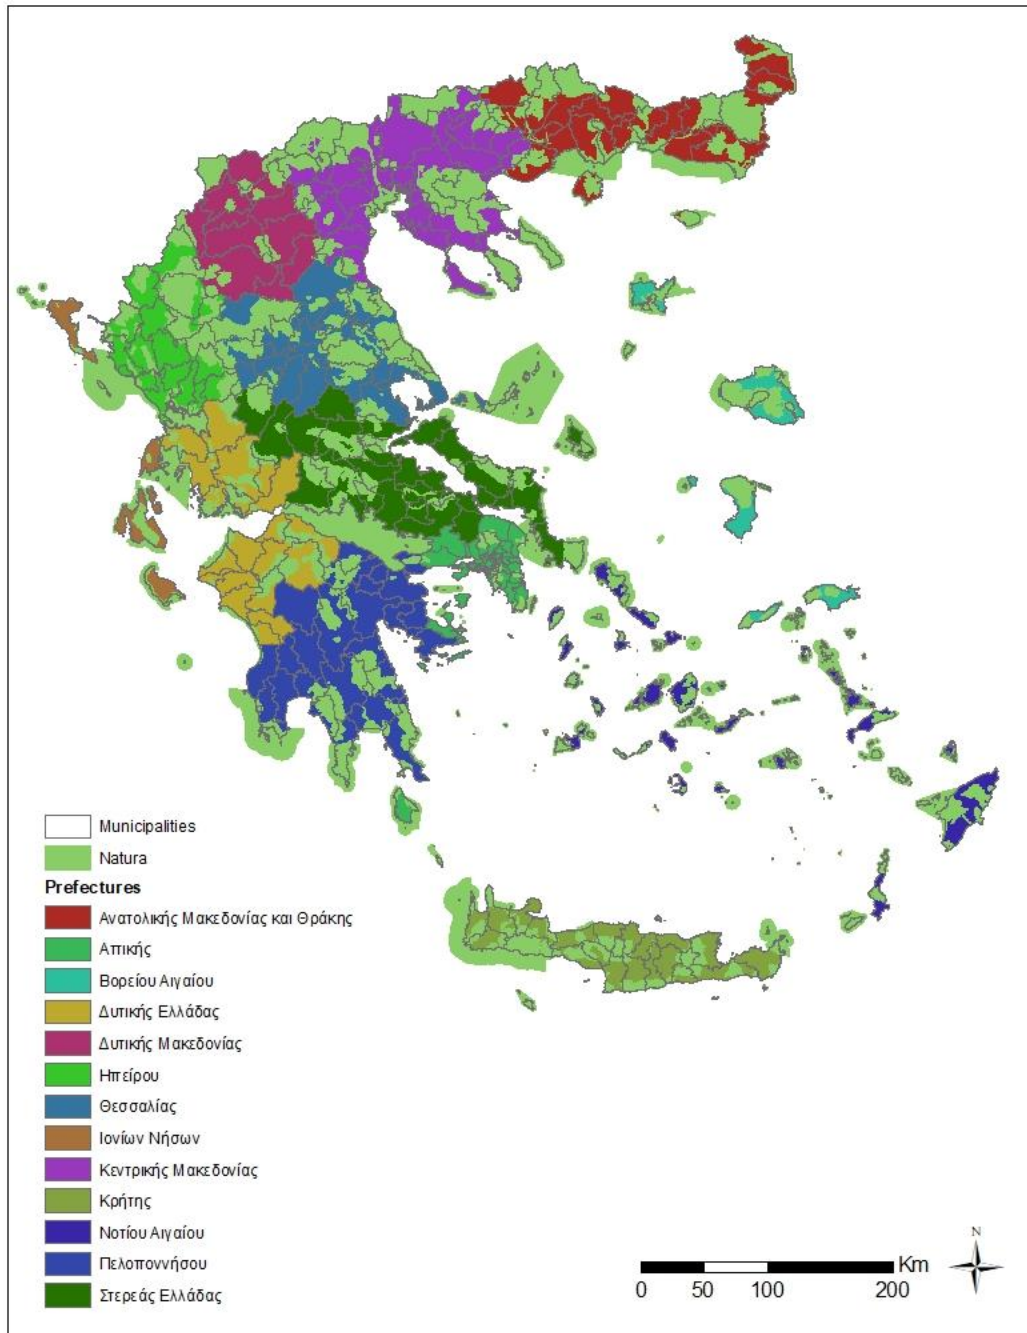 Municipalities
Natura
Prefectures
Ανατολικής Μακεδονίας και Θράκης
Αττικής
Βορείου Αιγαίου
Δυτικής Ελλάδας
Δυτικής Μακεδονίας
Ηπείρου
Θεσσαλίας
Ιονίων Νήσων
Κεντρικής Μακεδονίας
Κρήτης
Νοτίου Αιγαίου
Πελοποννήσου
Στερεάς Ελλάδας
N
Km
0 50 100 200